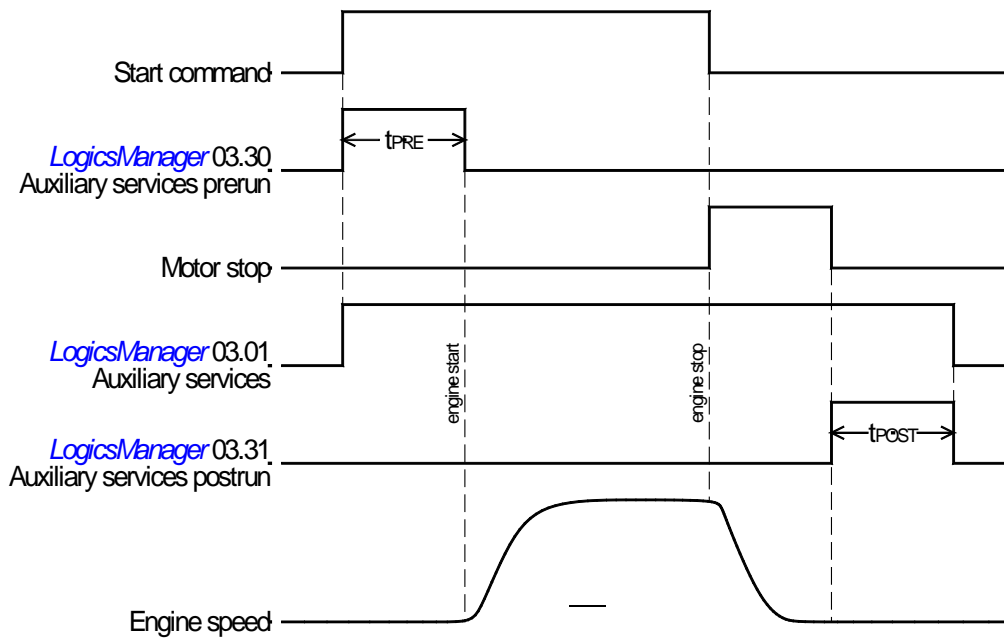 Start command
tPRE
LogicsManager 03.30
Auxiliary services prerun
Motor stop
LogicsManager 03.01
Auxiliary services
engine start
engine stop
LogicsManager 03.31
Auxiliary services postrun
tPOST
Engine speed